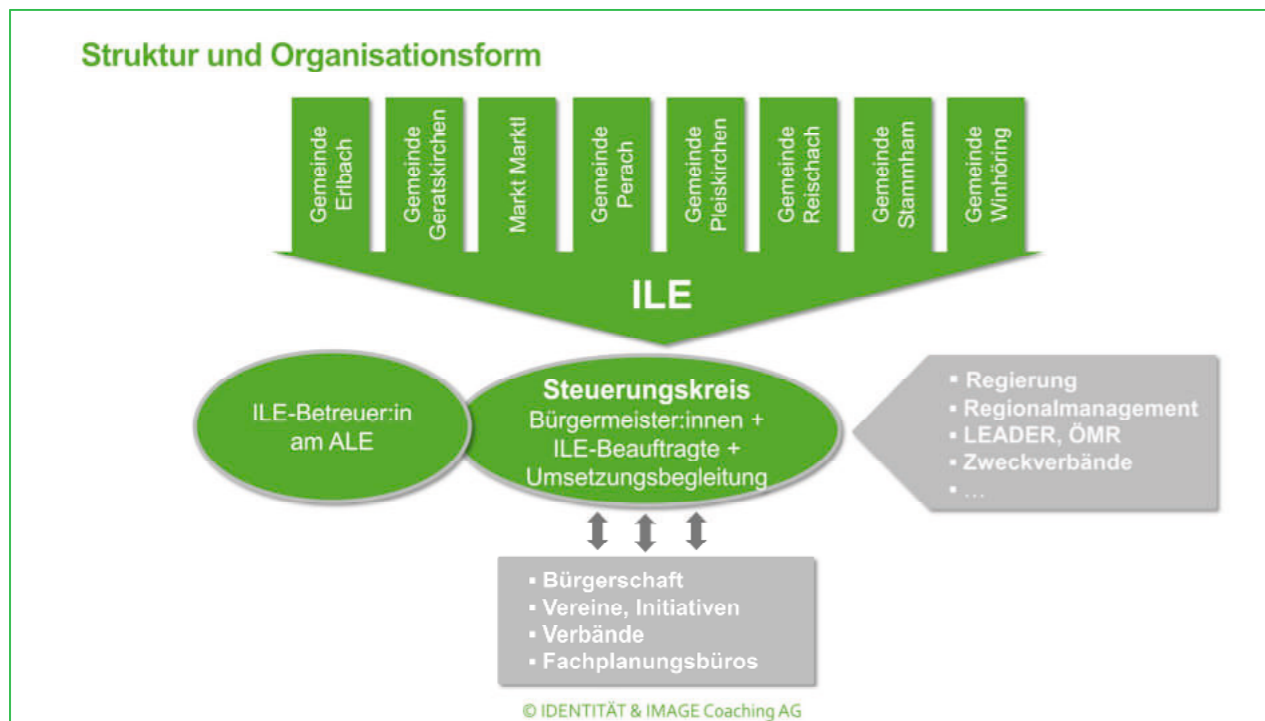 Struktur und Organisationsform
Gemeinde
Erlbach
Gemeinde
Geratskirchen
Markt Marktl
Gemeinde
Perach
Gemeinde
Pleiskirchen
Gemeinde
Reischach
Gemeinde
Stammham
Gemeinde
Winhöring
ILE
ILE-Betreuer:in
am ALE
Steuerungskreis
Bürgermeister:innen +
ILE-Beauftragte +
Umsetzungsbegleitung
▪ Regierung
▪ Regionalmanagement
▪ LEADER, ÖMR
▪ Zweckverbände
▪ ...
▪ Bürgerschaft
▪ Vereine, Initiativen
▪ Verbände
▪ Fachplanungsbüros
© IDENTITÄT & IMAGE Coaching AG